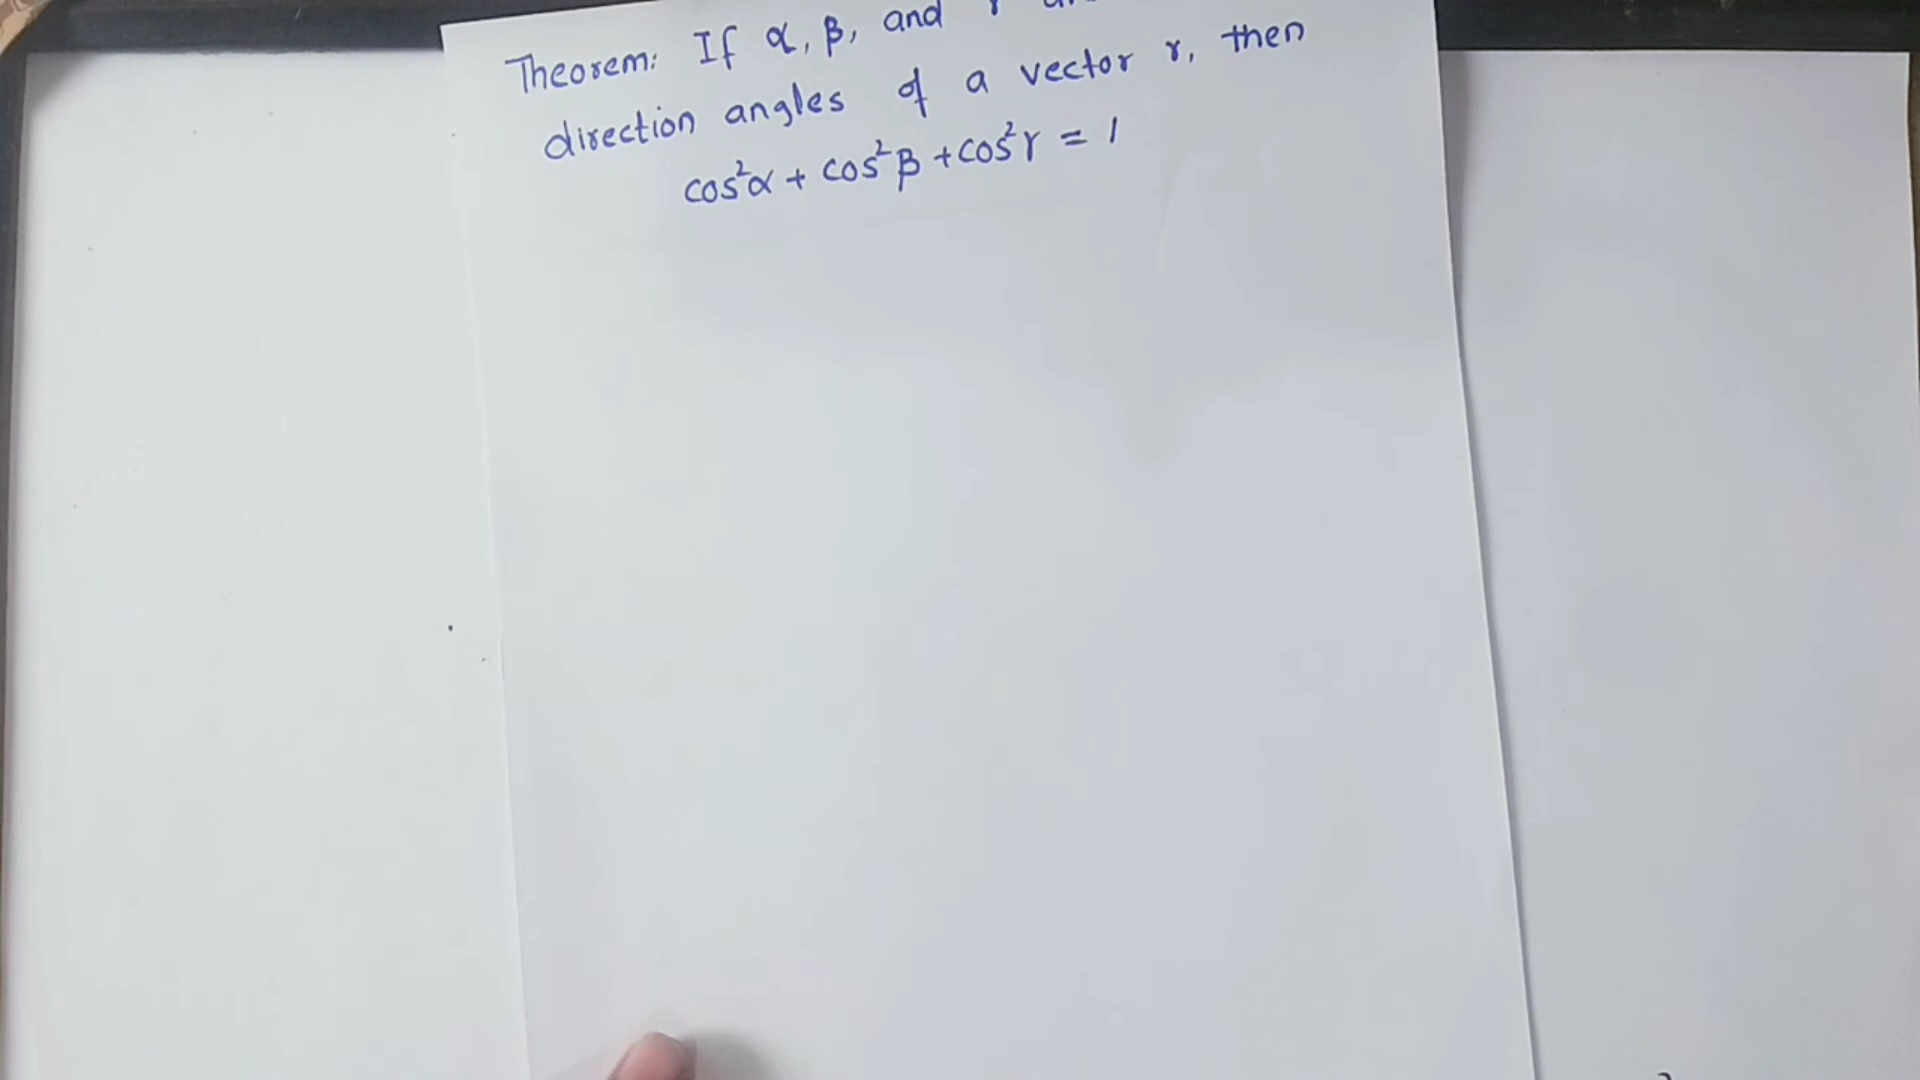 Theorem: If α, β, and γ
direction angles of a vector r, then
cos²α + cos²β + cos²γ = 1